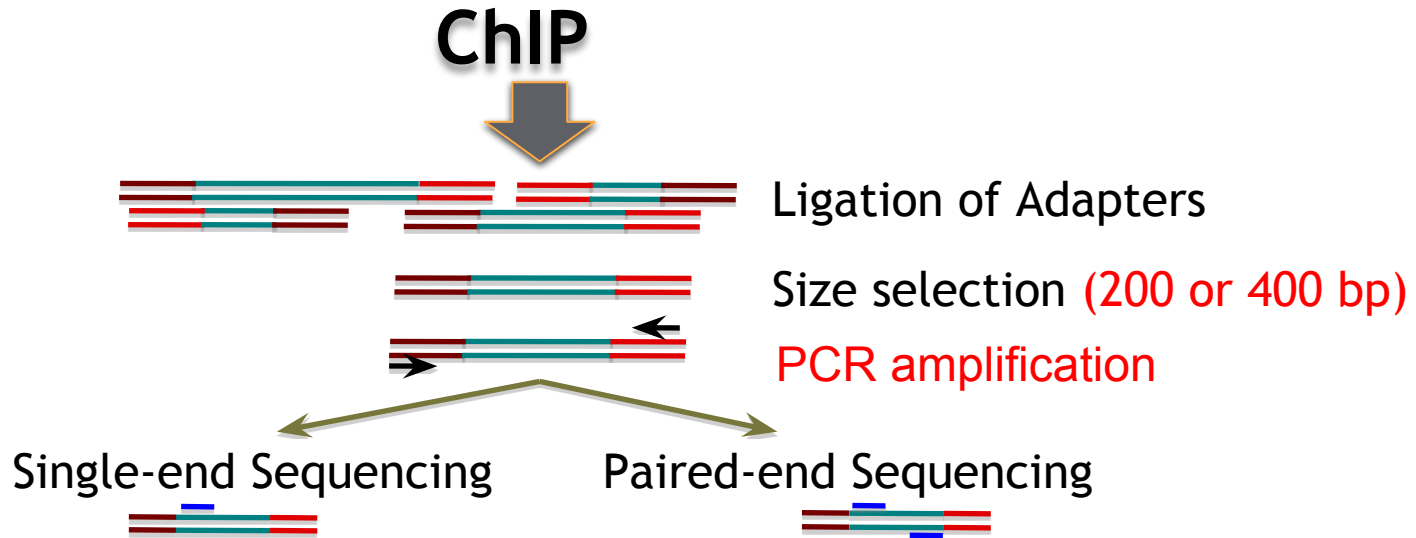 ChIP
Ligation of Adapters
Size selection (200 or 400 bp)
PCR amplification
Single-end Sequencing
Paired-end Sequencing